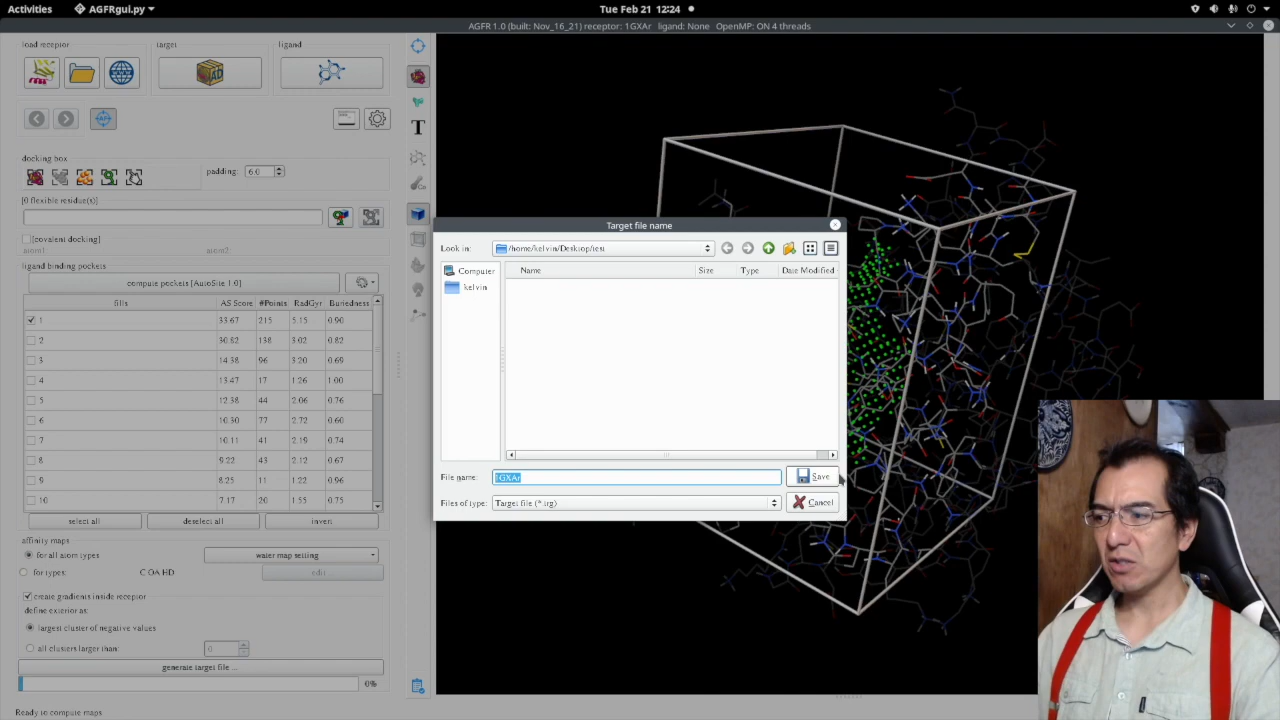 Activities
AGFRgui.py
Tue Feb 21 12:24
AGFR 1.0 (built: Nov_16_21) receptor: 1GXAr ligand: None OpenMP: ON 4 threads
load receptor
target
ligand
AD
WWW
T
docking box
padding: 6.0
[0 flexible residue(s)]
[covalent docking]
atom2:
ligand binding pockets
compute pockets [AutoSite 1.0]
fills AS Score #Points RadGyr Buriedness
1 33.67 215 5.15 0.90
2 30.82 138 3.02 0.82
3 14.38 96 3.20 0.69
4 13.47 17 1.26 1.00
5 12.38 44 2.06 0.76
6 10.30 77 2.72 0.60
7 10.11 41 2.19 0.74
8 9.22 43 2.12 0.67
9 8.25 11 1.22 0.96
10 7.17 20 1.55 0.75
select all
deselect all
invert
affinity maps
for all atom types
water map setting
for types:
C OA HD
edit
create gradients inside receptor
define exterior as:
largest cluster of negative values
all clusters larger than:
0
generate target file ...
0%
Ready to compute maps
Target file name
Look in:
/home/kelvin/Desktop/test
Computer
kelvin
Name Size Type Date Modified
File name:
1GXAr
Save
Files of type:
Target file (*.trg)
Cancel